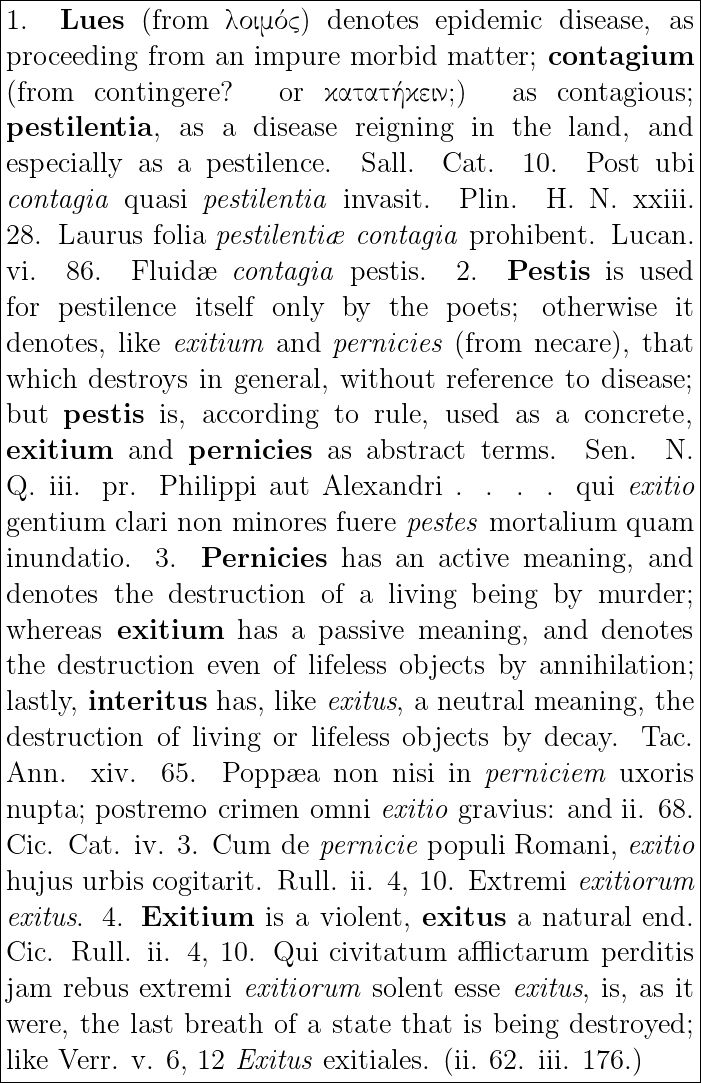 1. Lues (from λοιμός) denotes epidemic disease, as
proceeding from an impure morbid matter; contagium
(from contingere? or κατατήκειν;) as contagious;
pestilentia, as a disease reigning in the land, and
especially as a pestilence. Sall. Cat. 10. Post ubi
contagia quasi pestilentia invasit. Plin. H. N. xxiii.
28. Laurus folia pestilentiæ contagia prohibent. Lucan.
vi. 86. Fluidæ contagia pestis. 2. Pestis is used
for pestilence itself only by the poets; otherwise it
denotes, like exitium and pernicies (from necare), that
which destroys in general, without reference to disease;
but pestis is, according to rule, used as a concrete,
exitium and pernicies as abstract terms. Sen. N.
Q. iii. pr. Philippi aut Alexandri . . . . qui exitio
gentium clari non minores fuere pestes mortalium quam
inundatio. 3. Pernicies has an active meaning, and
denotes the destruction of a living being by murder;
whereas exitium has a passive meaning, and denotes
the destruction even of lifeless objects by annihilation;
lastly, interitus has, like exitus, a neutral meaning, the
destruction of living or lifeless objects by decay. Tac.
Ann. xiv. 65. Poppæa non nisi in perniciem uxoris
nupta; postremo crimen omni exitio gravius: and ii. 68.
Cic. Cat. iv. 3. Cum de pernicie populi Romani, exitio
hujus urbis cogitarit. Rull. ii. 4, 10. Extremi exitiorum
exitus. 4. Exitium is a violent, exitus a natural end.
Cic. Rull. ii. 4, 10. Qui civitatum afflictarum perditis
jam rebus extremi exitiorum solent esse exitus, is, as it
were, the last breath of a state that is being destroyed;
like Verr. v. 6, 12 Exitus exitiales. (ii. 62. iii. 176.)